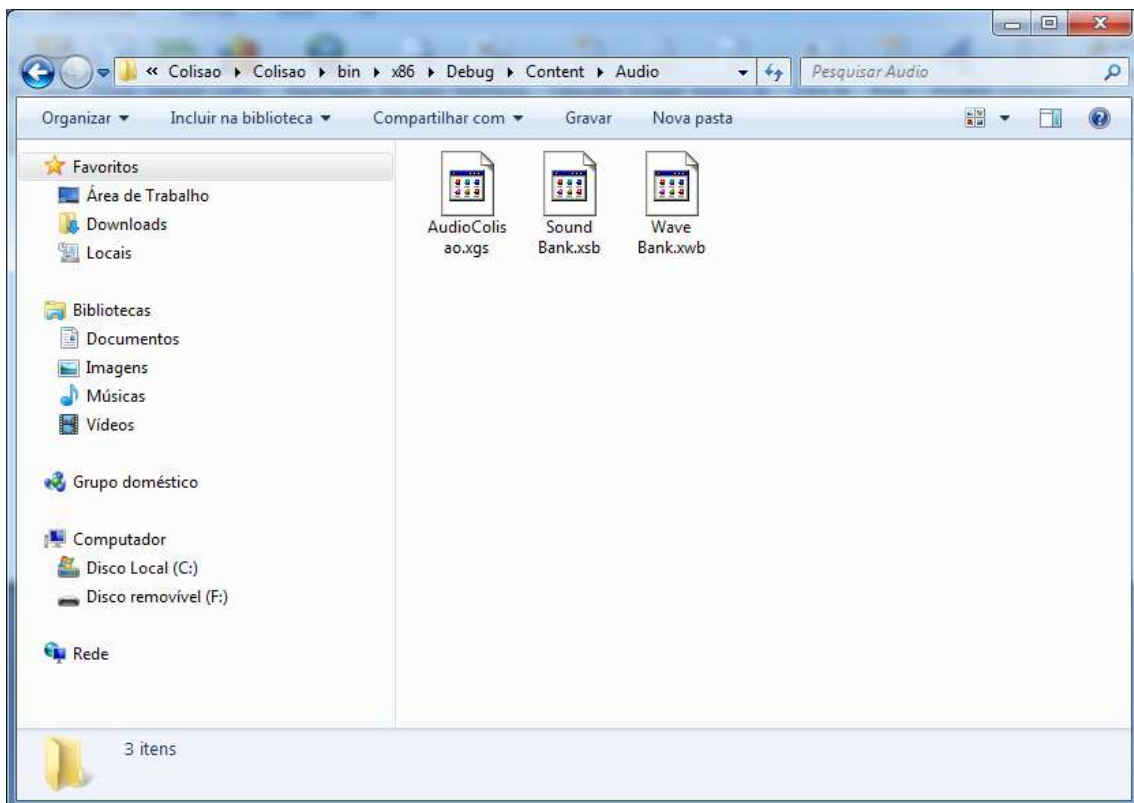 « Colisao ▸ Colisao ▸ bin ▸ x86 ▸ Debug ▸ Content ▸ Audio
Pesquisar Audio
Organizar Incluir na biblioteca Compartilhar com Gravar Nova pasta
Favoritos
Área de Trabalho
Downloads
Locais
Bibliotecas
Documentos
Imagens
Músicas
Vídeos
Grupo doméstico
Computador
Disco Local (C:)
Disco removível (F:)
Rede
AudioColis
ao.xgs
Sound
Bank.xsb
Wave
Bank.xwb
3 itens